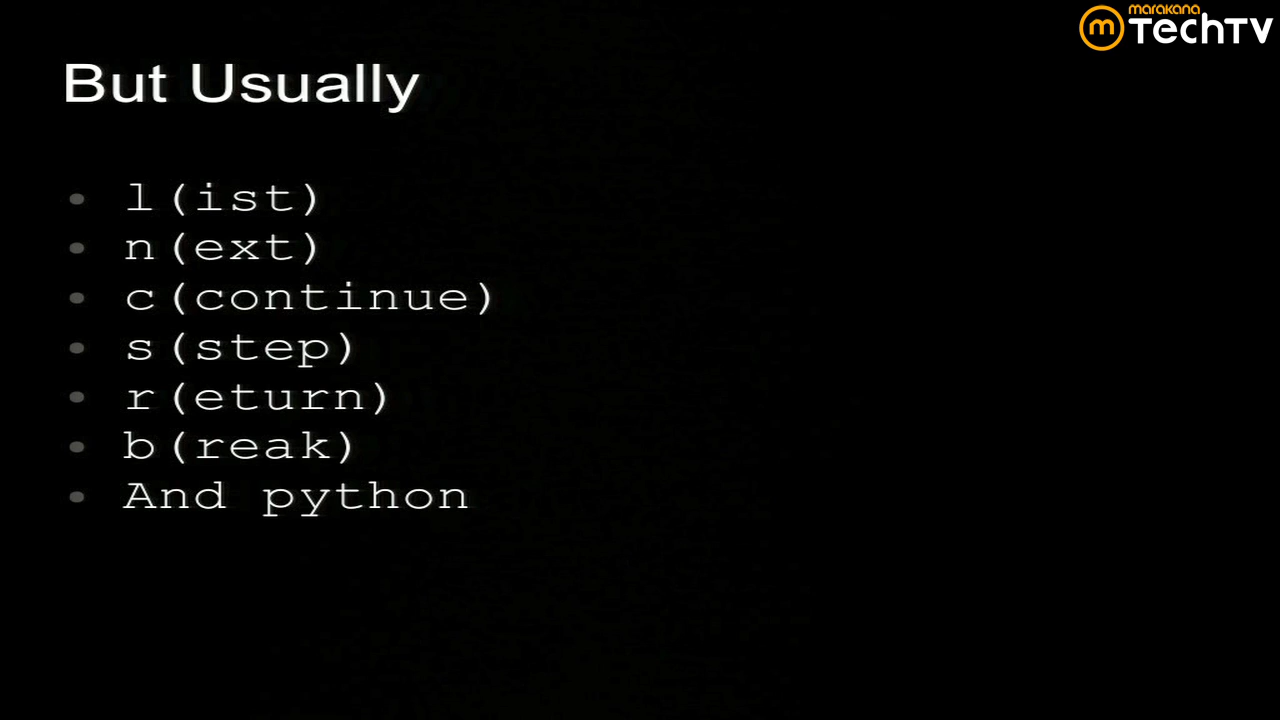 marakana
m TechTV
But Usually
• l(ist)
• n(ext)
• c(continue)
• s(step)
• r(eturn)
• b(reak)
• And python